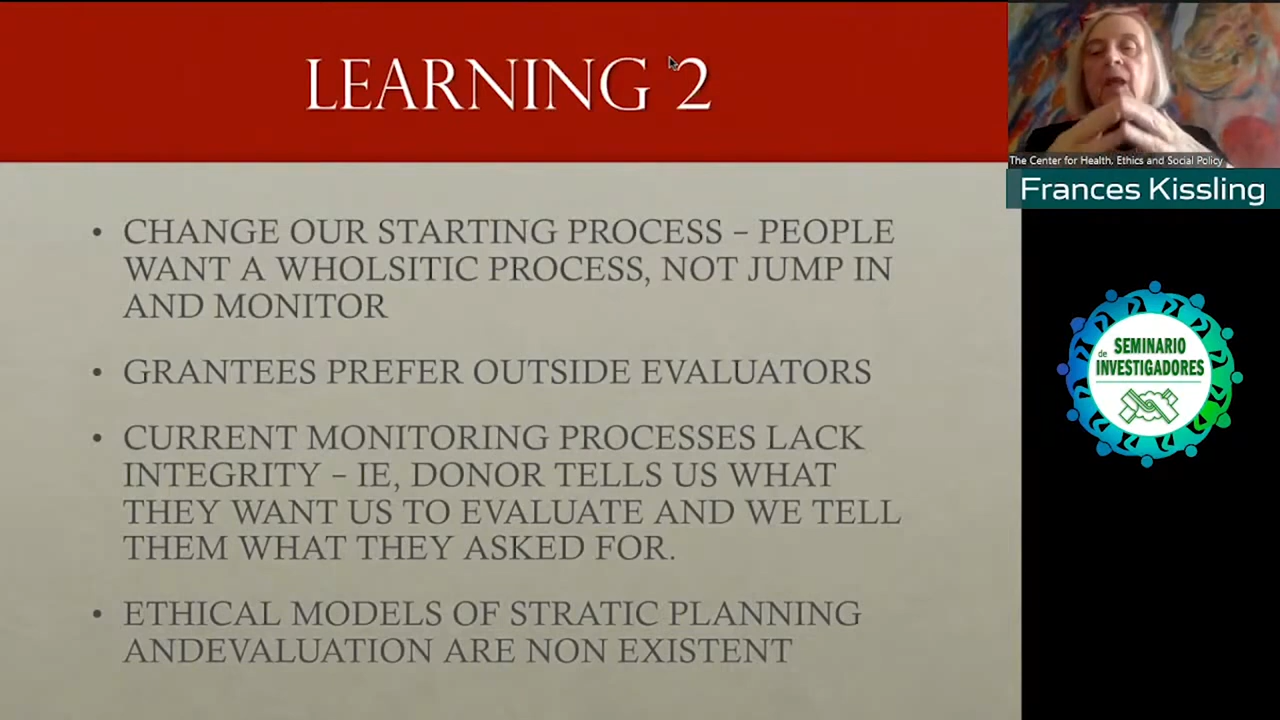 LEARNING 2
• CHANGE OUR STARTING PROCESS – PEOPLE
WANT A WHOLSITIC PROCESS, NOT JUMP IN
AND MONITOR
• GRANTEES PREFER OUTSIDE EVALUATORS
• CURRENT MONITORING PROCESSES LACK
INTEGRITY – IE, DONOR TELLS US WHAT
THEY WANT US TO EVALUATE AND WE TELL
THEM WHAT THEY ASKED FOR.
• ETHICAL MODELS OF STRATIC PLANNING
ANDEVALUATION ARE NON EXISTENT
The Center for Health, Ethics and Social Policy
Frances Kissling
SEMINARIO
de INVESTIGADORES